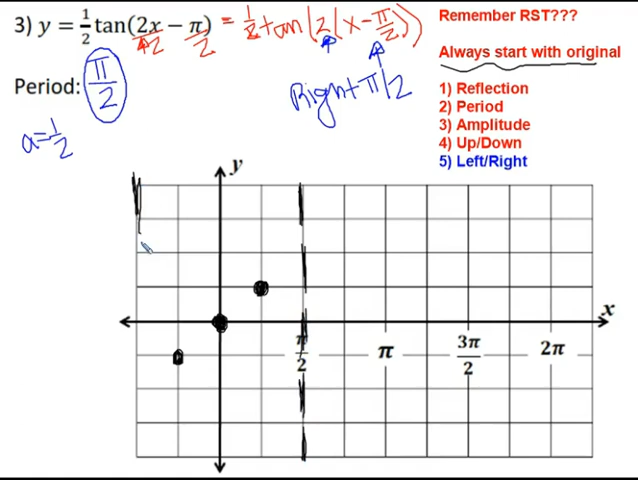 3) y = 1/2 tan(2x − π) = 1/2 tan(2(x − π/2))
÷2 /2
Period: π/2
Right π/2
a = 1/2
Remember RST???
Always start with original
1) Reflection
2) Period
3) Amplitude
4) Up/Down
5) Left/Right
y
x
π/2 π 3π/2 2π